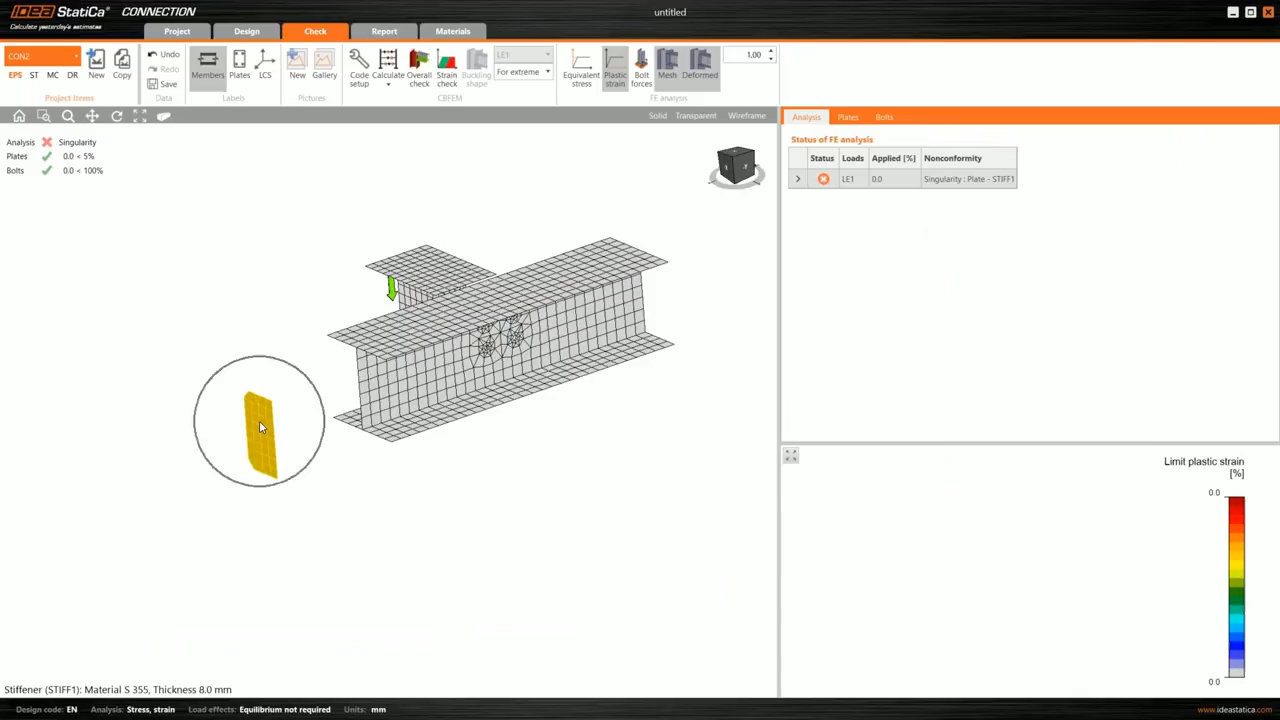 IDEA StatiCa® CONNECTION
Calculate yesterday's estimates
untitled
Project
Design
Check
Report
Materials
CON2
EPS ST MC DR
New
Copy
Project Items
Undo
Redo
Save
Data
Members
Plates
LCS
Labels
New
Gallery
Pictures
Code setup
Calculate
Overall check
Strain check
Buckling shape
LE1
For extreme
CBFEM
Equivalent stress
Plastic strain
Bolt forces
Mesh
Deformed
1.00
FE analysis
Solid Transparent Wireframe
Analysis Singularity
Plates 0.0 < 5%
Bolts 0.0 < 100%
Analysis Plates Bolts
Status of FE analysis
Status Loads Applied [%] Nonconformity
LE1 0.0 Singularity : Plate - STIFF1
Limit plastic strain
[%]
0.0
0.0
Stiffener (STIFF1): Material S 355, Thickness 8.0 mm
Design code: EN Analysis: Stress, strain Load effects: Equilibrium not required Units: mm
www.ideastatica.com